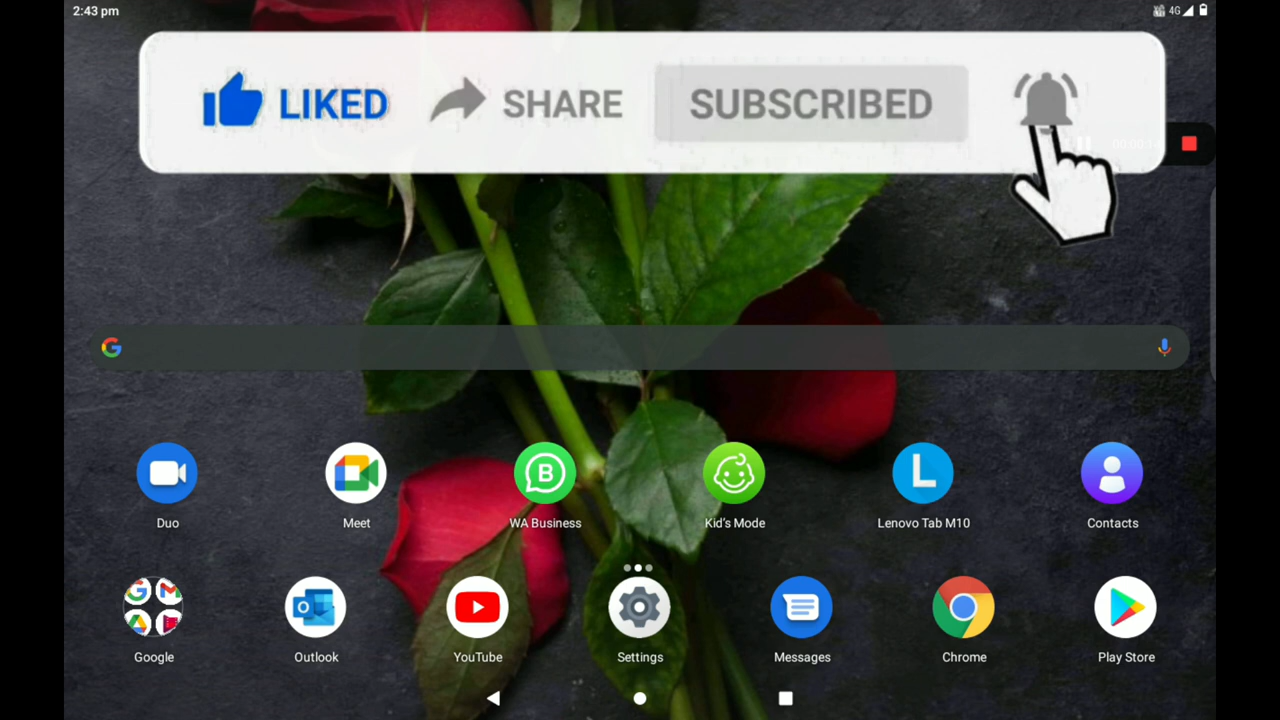 2:43 pm
4G
LIKED
SHARE
SUBSCRIBED
Duo
Meet
WA Business
Kid's Mode
Lenovo Tab M10
Contacts
Google
Outlook
YouTube
Settings
Messages
Chrome
Play Store